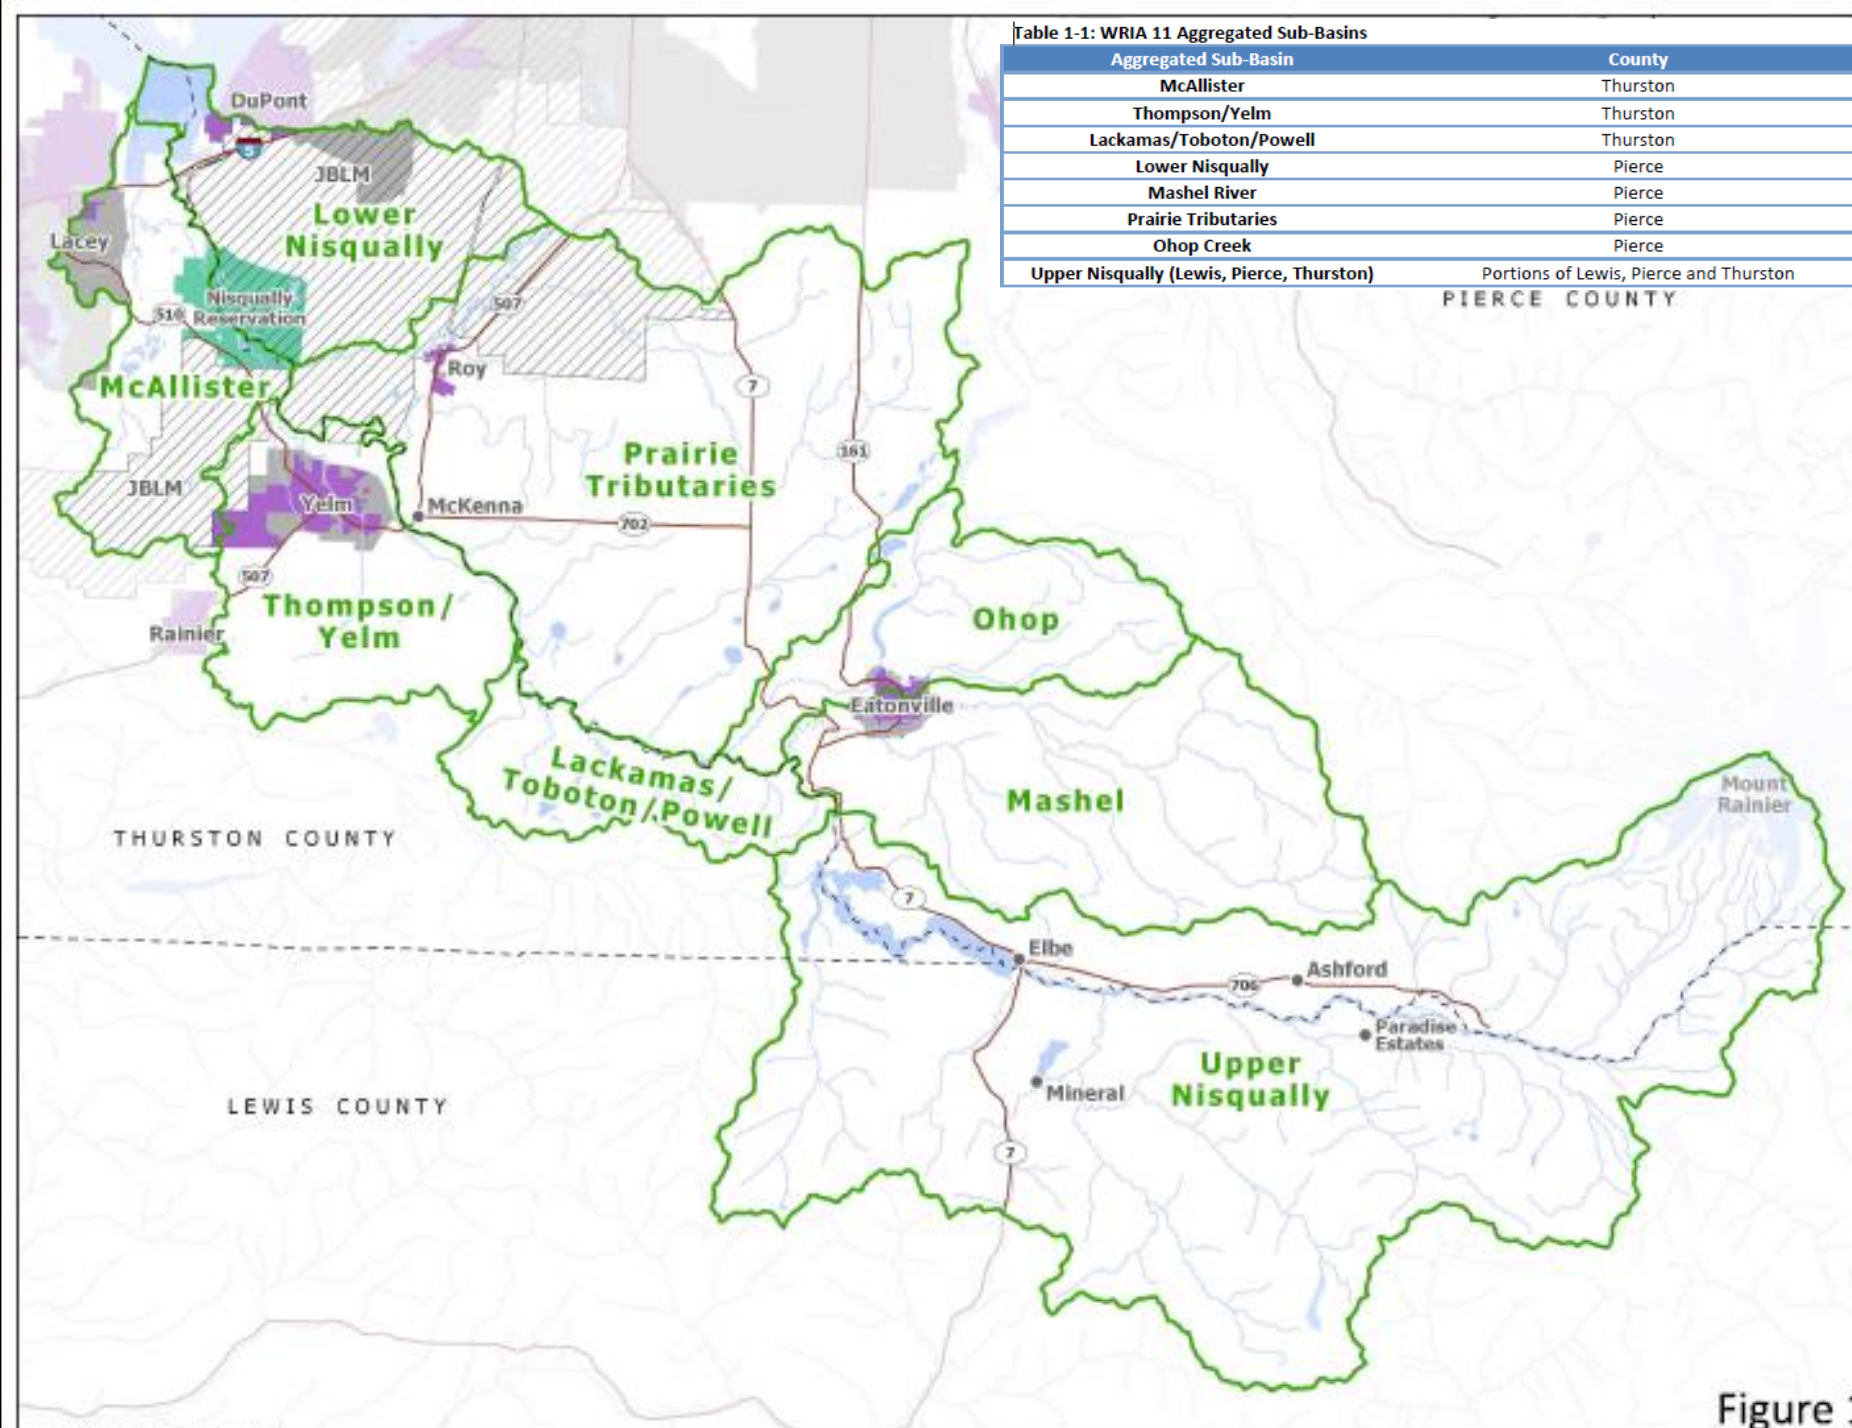 Table 1-1: WRIA 11 Aggregated Sub-Basins
Aggregated Sub-Basin County
McAllister Thurston
Thompson/Yelm Thurston
Lackamas/Toboton/Powell Thurston
Lower Nisqually Pierce
Mashel River Pierce
Prairie Tributaries Pierce
Ohop Creek Pierce
Upper Nisqually (Lewis, Pierce, Thurston) Portions of Lewis, Pierce and Thurston
PIERCE COUNTY
DuPont
5
JBLM
Lower
Nisqually
Lacey
Nisqually
Reservation
510
507
Roy
McAllister
7
161
Prairie
Tributaries
JBLM
Yelm
McKenna
702
507
Thompson/
Yelm
Rainier
Ohop
Eatonville
Lackamas/
Toboton/Powell
Mashel
Mount
Rainier
THURSTON COUNTY
7
Elbe
706
Ashford
Paradise
Estates
Upper
Nisqually
Mineral
LEWIS COUNTY
7
Figure